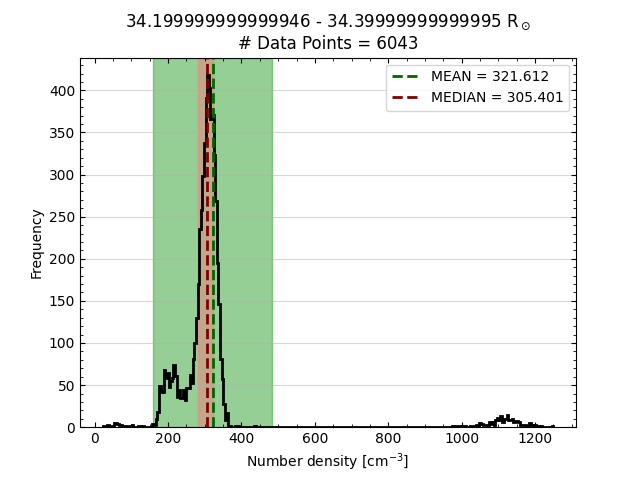 34.199999999999946 - 34.39999999999995 R⊙
# Data Points = 6043
MEAN = 321.612
MEDIAN = 305.401
Frequency
400
350
300
250
200
150
100
50
0
0 200 400 600 800 1000 1200
Number density [cm⁻³]